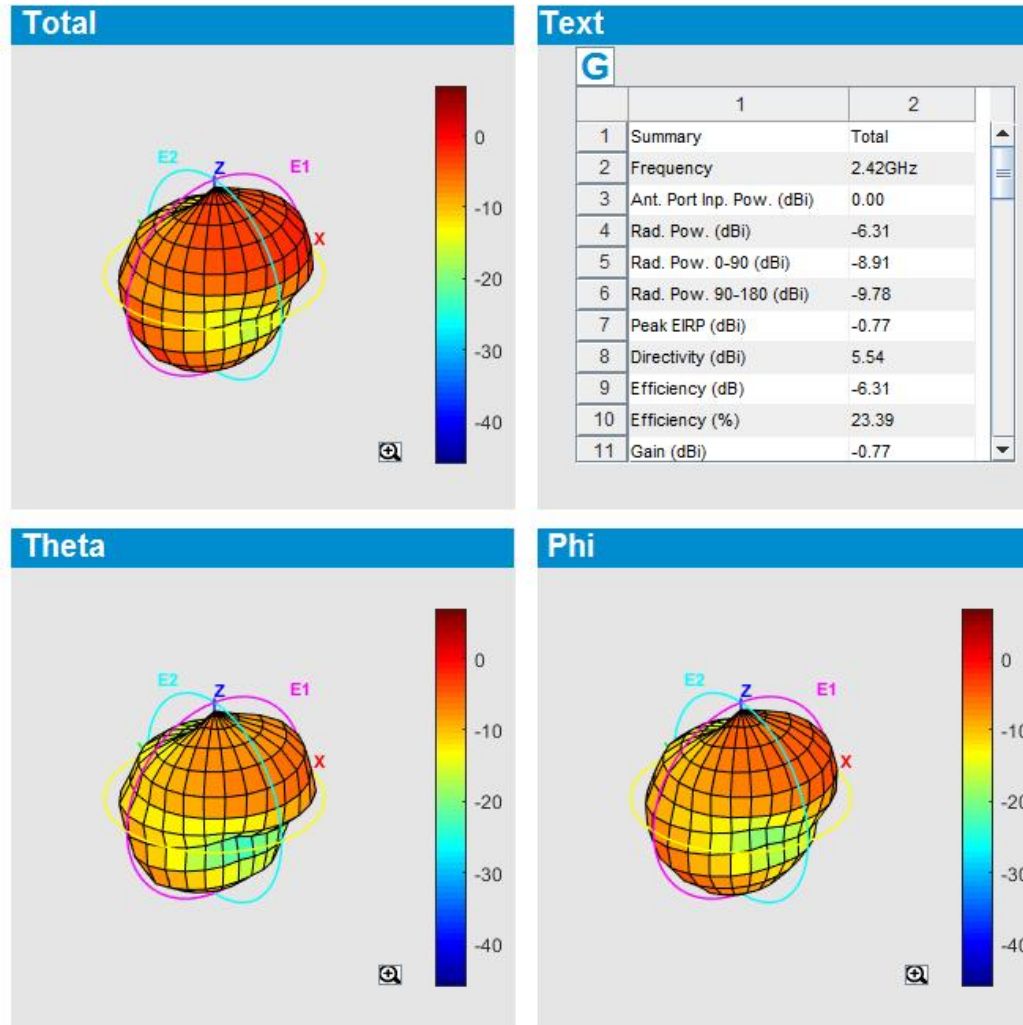 Total
0
-10
-20
-30
-40
E2
Z
E1
X
Text
G
1 2
1 Summary Total
2 Frequency 2.42GHz
3 Ant. Port Inp. Pow. (dBi) 0.00
4 Rad. Pow. (dBi) -6.31
5 Rad. Pow. 0-90 (dBi) -8.91
6 Rad. Pow. 90-180 (dBi) -9.78
7 Peak EIRP (dBi) -0.77
8 Directivity (dBi) 5.54
9 Efficiency (dB) -6.31
10 Efficiency (%) 23.39
11 Gain (dBi) -0.77
Theta
0
-10
-20
-30
-40
E2
Z
E1
X
Phi
0
-10
-20
-30
-40
E2
Z
E1
X